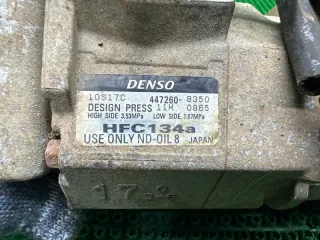 DENSO
10S17C 447260-8350
DESIGN PRESS 11H 0865
HIGH SIDE 3.53MPa LOW SIDE 1.67MPa
HFC134a
USE ONLY ND-OIL 8 JAPAN